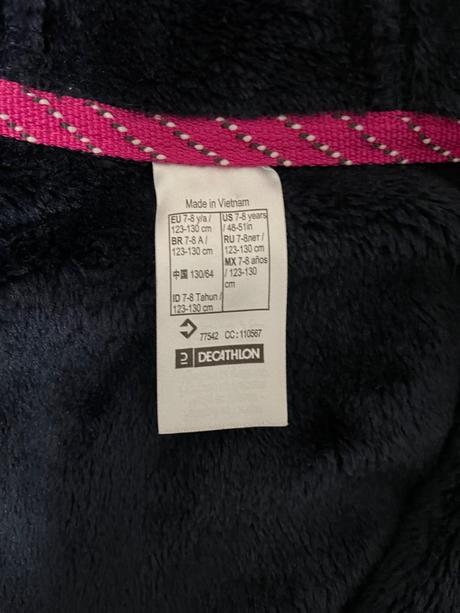 Made in Vietnam
EU 7-8 y/a /
123-130 cm
BR 7-8 A /
123-130 cm
中国 130/64
ID 7-8 Tahun /
123-130 cm
US 7-8 years
/ 48-51in
RU 7-8лет /
123-130 cm
MX 7-8 años
/ 123-130
cm
77542 CC: 110567
DECATHLON